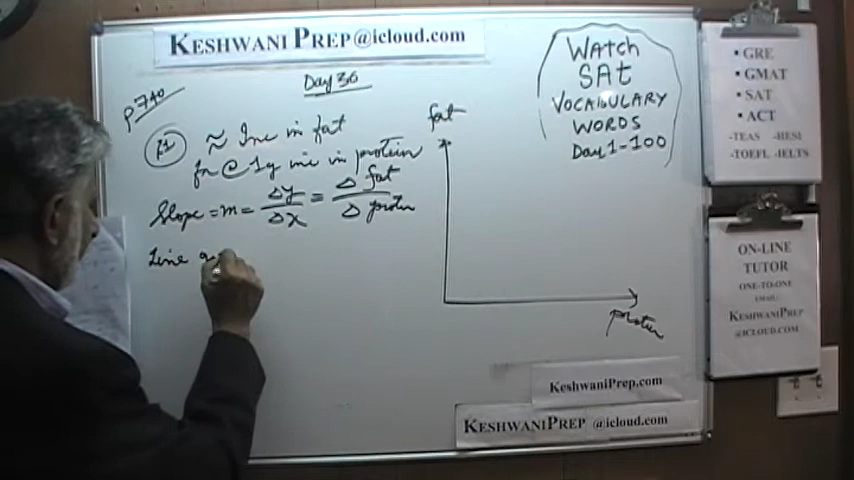 KESHWANI PREP@icloud.com
Day 36
P 740
21 ≈ Inc in fat
for @ 1g inc in protein
Slope = m = Δy/Δx = Δ fat/Δ protein
Line
fat
protein
WATCH
SAt
VOCABULARY
WORDS
Day 1-100
• GRE
• GMAT
• SAT
• ACT
-TEAS -HESI
-TOEFL -IELTS
ON-LINE
TUTOR
ONE-TO-ONE
EMAIL:
KESHWANIPREP
@ICLOUD.COM
KeshwaniPrep.com
KESHWANIPREP @icloud.com